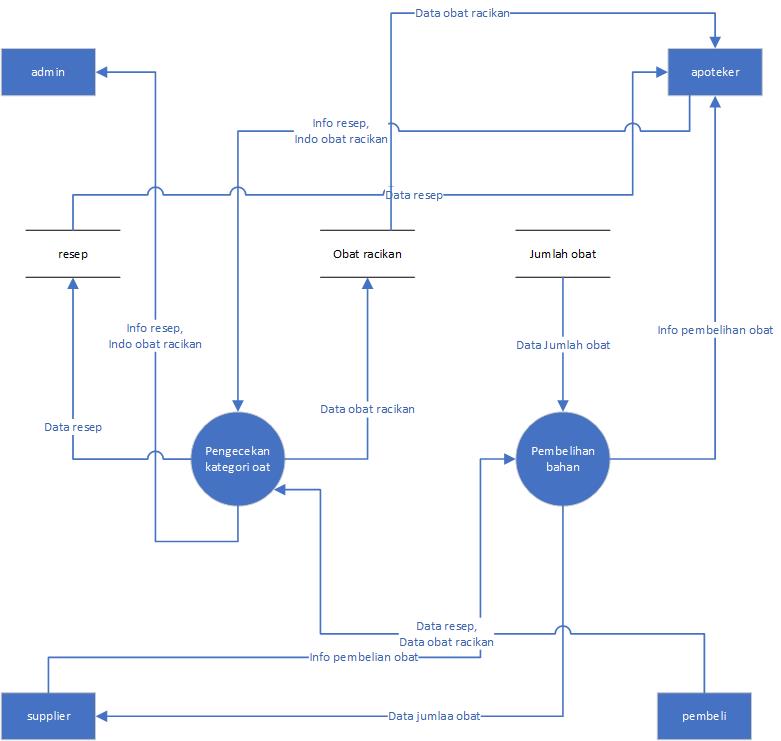 Data obat racikan
admin
apoteker
Info resep,
Indo obat racikan
Data resep
resep
Obat racikan
Jumlah obat
Info resep,
Indo obat racikan
Data Jumlah obat
Info pembelihan obat
Data resep
Data obat racikan
Pengecekan
kategori oat
Pembelihan
bahan
Data resep,
Data obat racikan
Info pembelian obat
supplier
Data jumlaa obat
pembeli